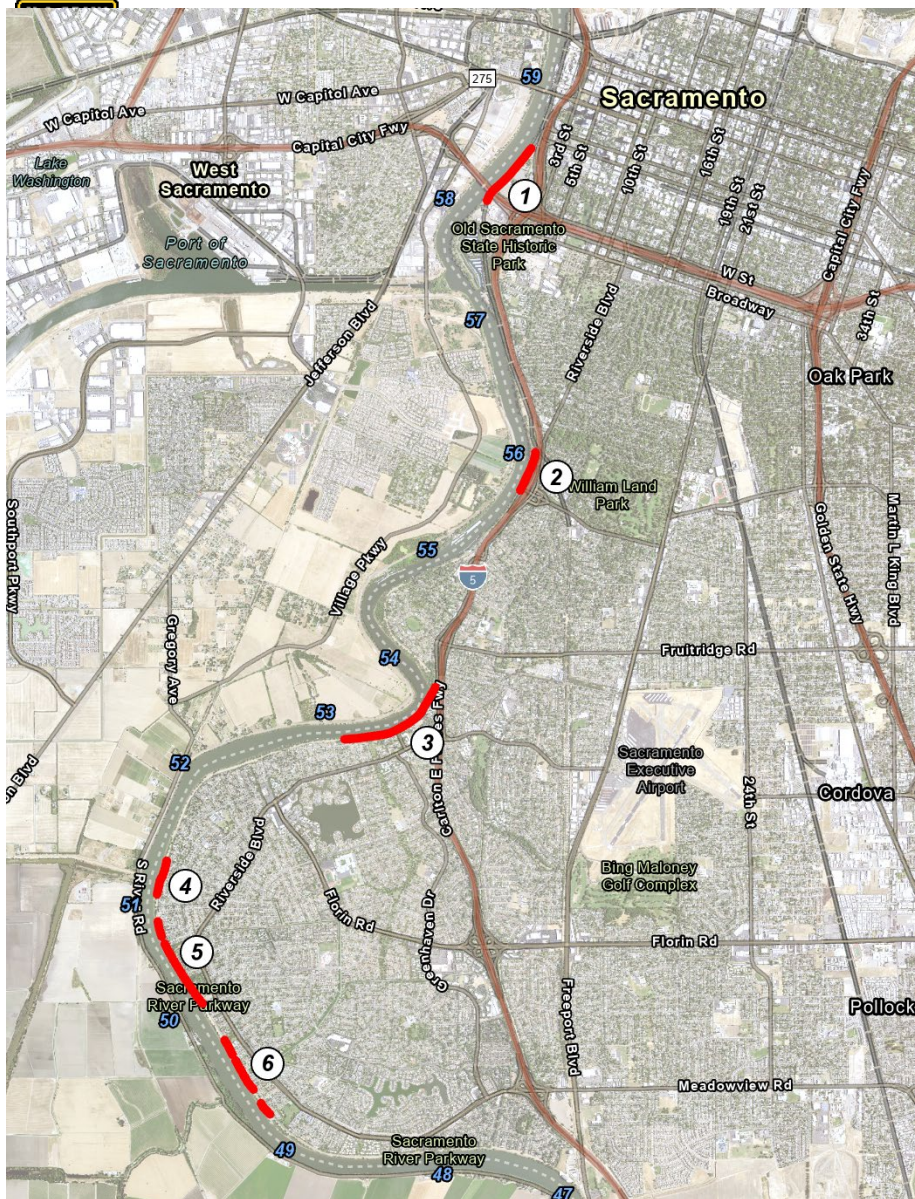 275
59
W Capitol Ave
Sacramento
W Capitol Ave
Capital City Fwy
3rd St
5th St
10th St
16th St
19th St
21st St
Capital City Fwy
Lake
Washington
West
Sacramento
58
1
Old Sacramento
State Historic
Park
Port of
Sacramento
W St
Broadway
34th St
57
Jefferson Blvd
Riverside Blvd
Oak Park
56
2
William Land
Park
Southport Pkwy
Golden State Hwy
Martin L King Blvd
55
Village Pkwy
5
Gregory Ave
54
Fruitridge Rd
53
3
52
Sacramento
Executive
Airport
on Blvd
24th St
Cordova
Riverside Blvd
Bing Maloney
Golf Complex
4
51
S River Rd
Florin Rd
Greenhaven Dr
Florin Rd
5
Sacramento
River Parkway
50
Freeport Blvd
Pollock
6
Meadowview Rd
49
Sacramento
River Parkway
48
47